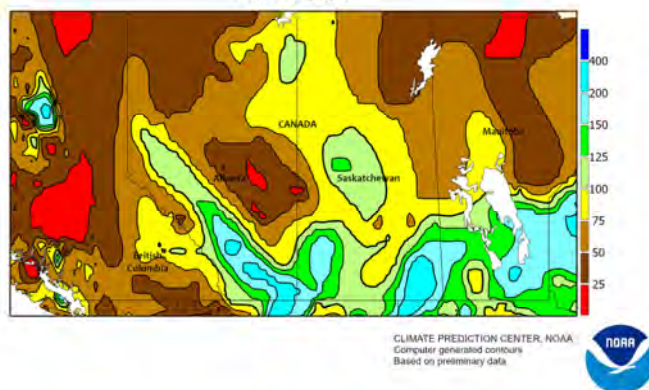 CANADA
Manitoba
Alberta
Saskatchewan
British
Columbia
400
200
150
125
100
75
50
25
CLIMATE PREDICTION CENTER, NOAA
Computer generated contours
Based on preliminary data
NOAA